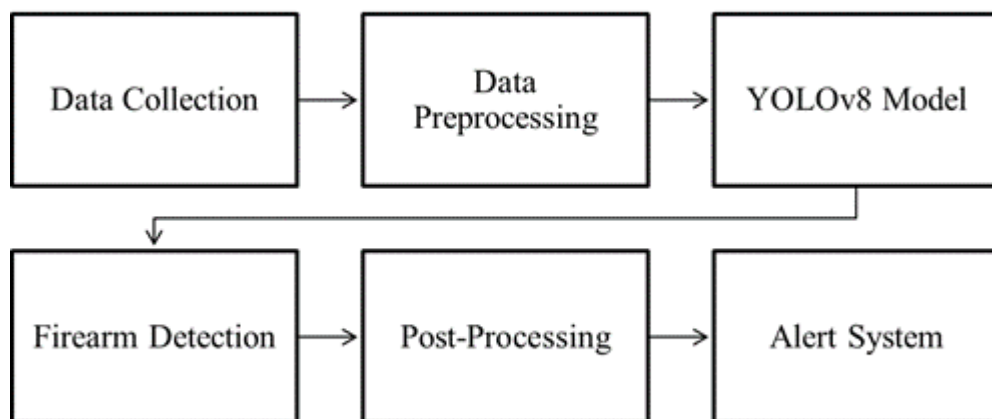 Data Collection
Data
Preprocessing
YOLOv8 Model
Firearm Detection
Post-Processing
Alert System